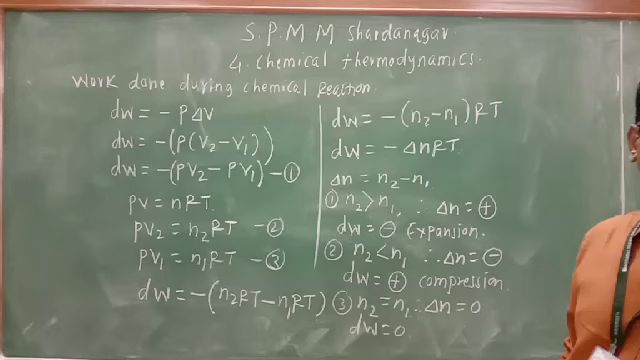 S.P.M M Shardanagar.
4. Chemical thermodynamics.
Work done during chemical Reaction.
dW = - PΔV
dW = -(P(V₂-V₁))
dW = -(PV₂ - PV₁) - ①
PV = nRT.
PV₂ = n₂RT - ②
PV₁ = n₁RT - ③
dW = -(n₂RT - n₁RT)
dW = -(n₂-n₁)RT
dW = - ΔnRT.
Δn = n₂-n₁
① n₂>n₁, ∴ Δn = ⊕
dW = ⊖ Expansion.
② n₂<n₁ ∴ Δn = ⊖
dW = ⊕ compression.
③ n₂=n₁ ∴ Δn = 0
dW = 0